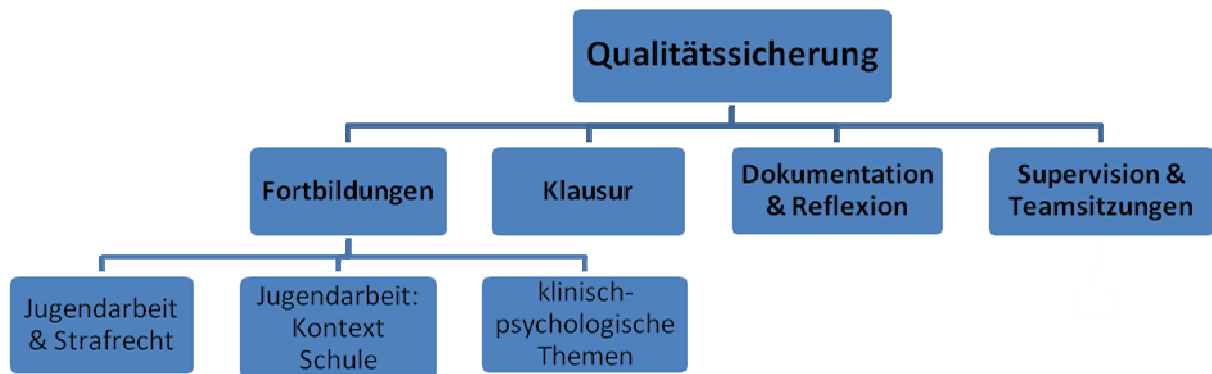 Qualitätssicherung
Fortbildungen
Klausur
Dokumentation
& Reflexion
Supervision &
Teamsitzungen
Jugendarbeit
& Strafrecht
Jugendarbeit:
Kontext
Schule
klinisch-
psychologische
Themen